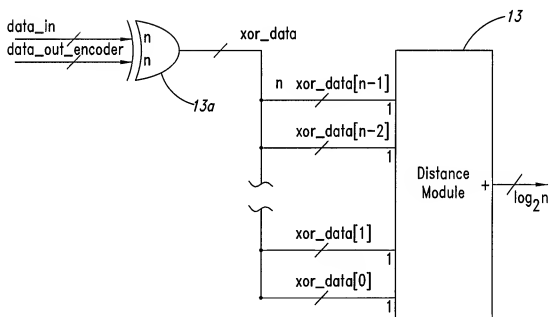 data_in
data_out_encoder
n
n
13a
xor_data
13
n xor_data[n-1]
1
xor_data[n-2]
1
Distance
Module
+
log2n
xor_data[1]
1
xor_data[0]
1